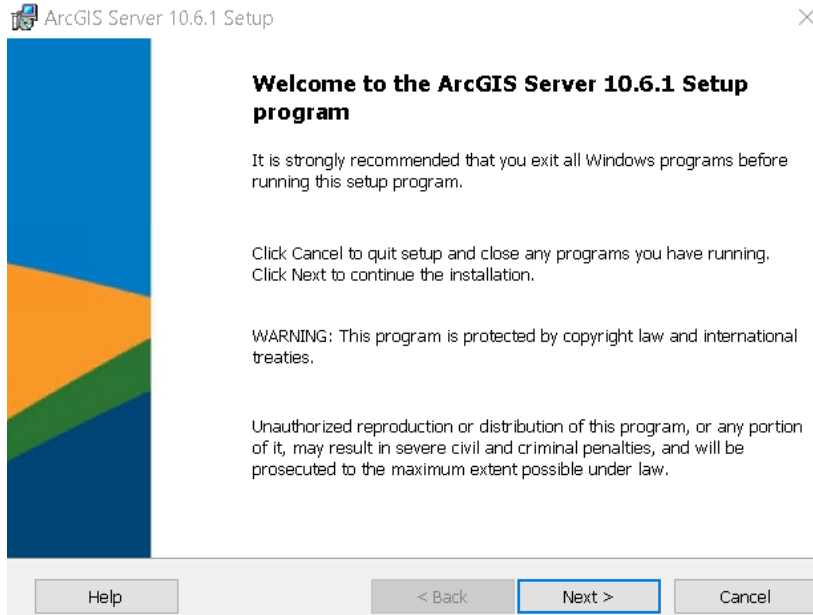 ArcGIS Server 10.6.1 Setup
Welcome to the ArcGIS Server 10.6.1 Setup
program
It is strongly recommended that you exit all Windows programs before
running this setup program.
Click Cancel to quit setup and close any programs you have running.
Click Next to continue the installation.
WARNING: This program is protected by copyright law and international
treaties.
Unauthorized reproduction or distribution of this program, or any portion
of it, may result in severe civil and criminal penalties, and will be
prosecuted to the maximum extent possible under law.
Help < Back Next > Cancel